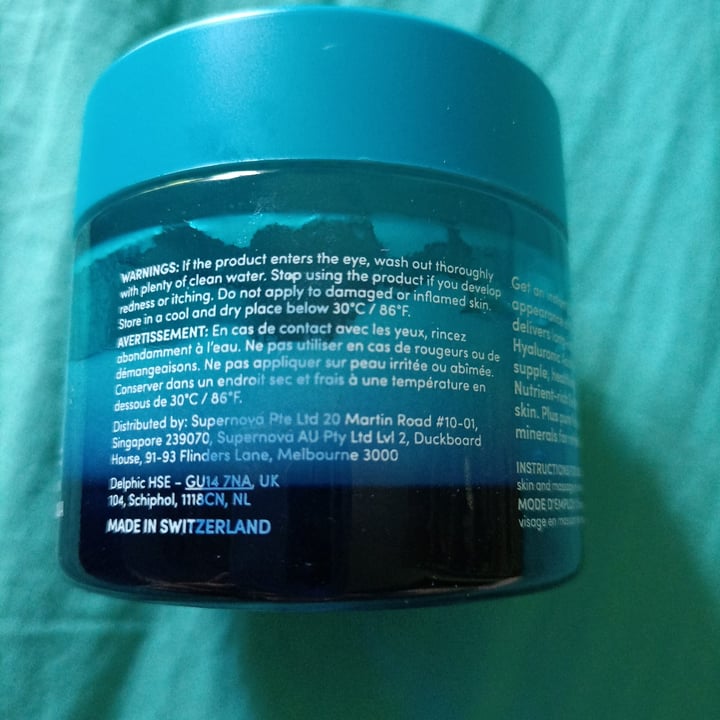 WARNINGS: If the product enters the eye, wash out thoroughly
with plenty of clean water. Stop using the product if you develop
redness or itching. Do not apply to damaged or inflamed skin.
Store in a cool and dry place below 30°C / 86°F.
AVERTISSEMENT: En cas de contact avec les yeux, rincez
abondamment à l'eau. Ne pas utiliser en cas de rougeurs ou de
démangeaisons. Ne pas appliquer sur peau irritée ou abimée.
Conserver dans un endroit sec et frais à une température en
dessous de 30°C / 86°F.
Distributed by: Supernova Pte Ltd 20 Martin Road #10-01,
Singapore 239070, Supernova AU Pty Ltd Lvl 2, Duckboard
House, 91-93 Flinders Lane, Melbourne 3000
Delphic HSE – GU14 7NA, UK
104, Schiphol, 1118CN, NL
MADE IN SWITZERLAND
Get an
appearance
delivers
Hyaluronic
supple,
Nutrient-rich
skin. Plus
minerals
INSTRUCTIONS
skin and
MODE D'EMPLOI
visage en